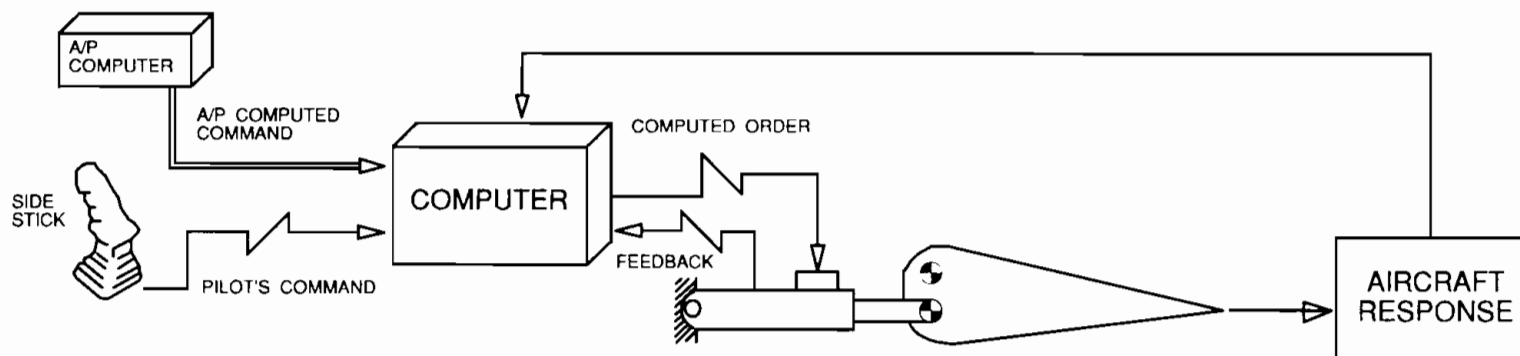 A/P
COMPUTER
A/P COMPUTED
COMMAND
COMPUTED ORDER
COMPUTER
SIDE
STICK
FEEDBACK
PILOT'S COMMAND
AIRCRAFT
RESPONSE